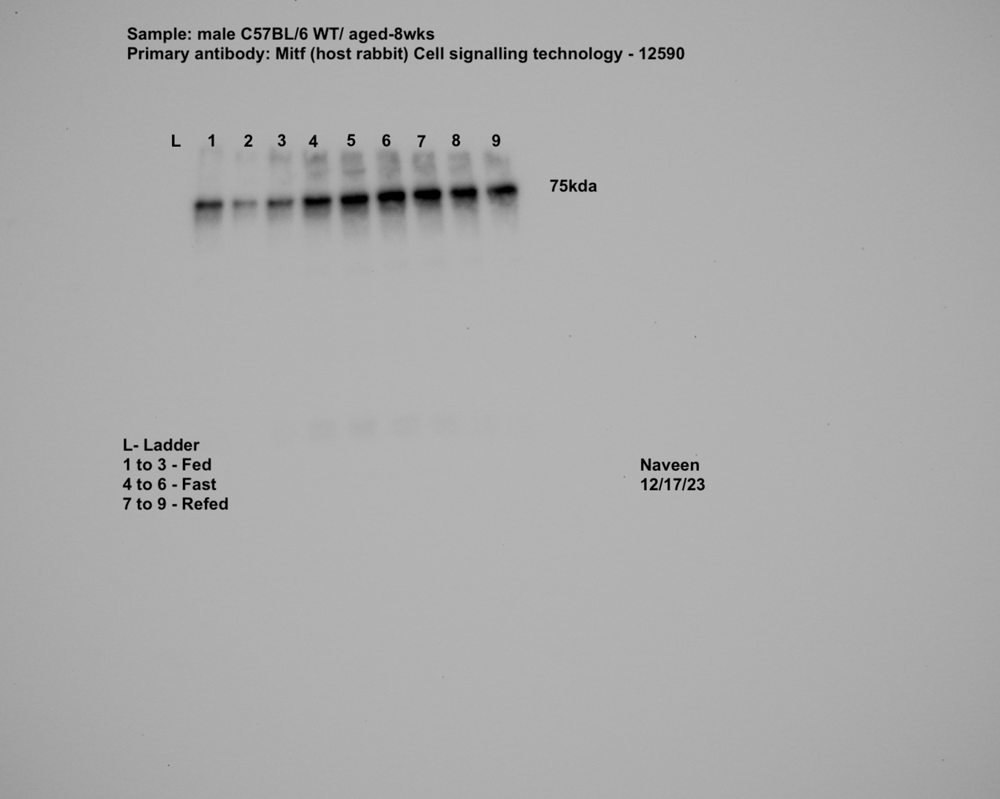 Sample: male C57BL/6 WT/ aged-8wks
Primary antibody: Mitf (host rabbit) Cell signalling technology - 12590
L 1 2 3 4 5 6 7 8 9
75kda
L- Ladder
1 to 3 - Fed
4 to 6 - Fast
7 to 9 - Refed
Naveen
12/17/23